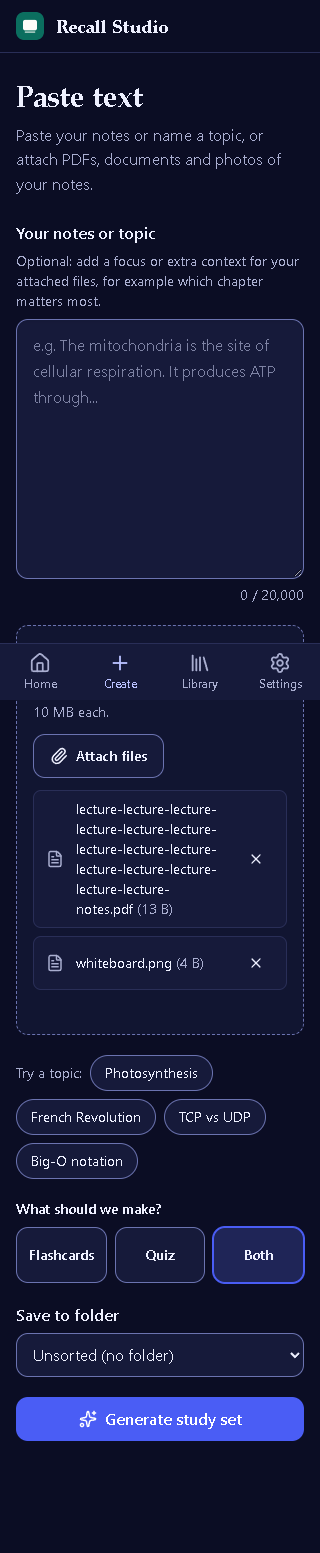 Recall Studio
Paste text
Paste your notes or name a topic, or
attach PDFs, documents and photos of
your notes.
Your notes or topic
Optional: add a focus or extra context for your
attached files, for example which chapter
matters most.
e.g. The mitochondria is the site of
cellular respiration. It produces ATP
through...
0 / 20,000
Home
Create
Library
Settings
10 MB each.
Attach files
lecture-lecture-lecture-
lecture-lecture-lecture-
lecture-lecture-lecture-
lecture-lecture-lecture-
lecture-lecture-
notes.pdf (13 B)
whiteboard.png (4 B)
Try a topic:
Photosynthesis
French Revolution
TCP vs UDP
Big-O notation
What should we make?
Flashcards
Quiz
Both
Save to folder
Unsorted (no folder)
Generate study set